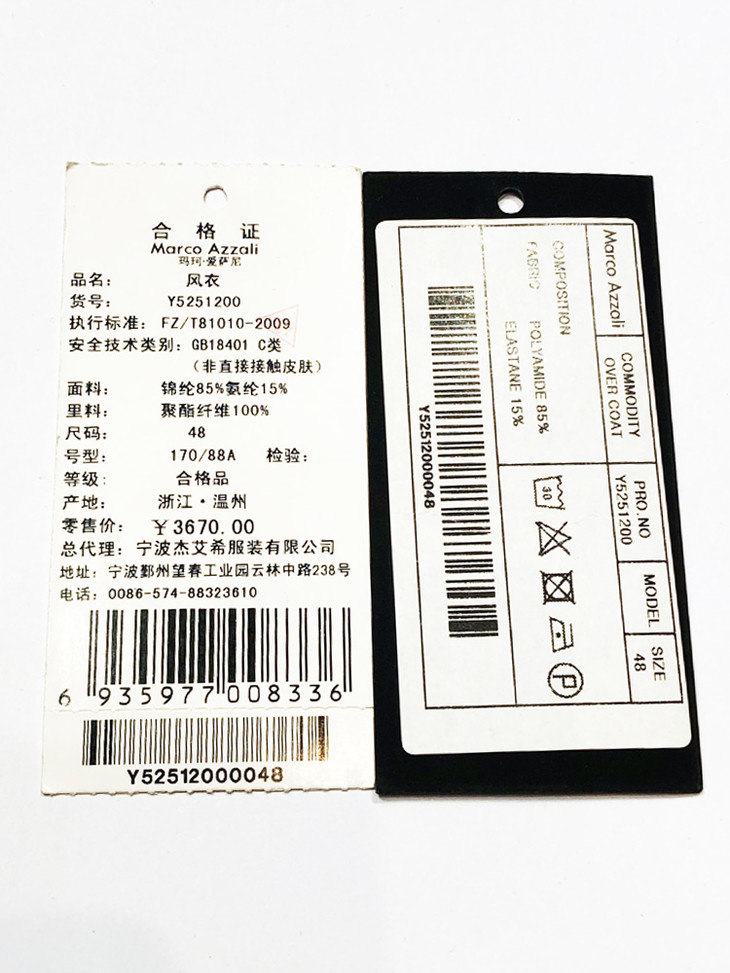 合格证
Marco Azzali
玛珂·爱萨尼
品名： 风衣
货号： Y5251200
执行标准： FZ/T81010-2009
安全技术类别： GB18401 C类
（非直接接触皮肤）
面料： 锦纶85%氨纶15%
里料： 聚酯纤维100%
尺码： 48
号型： 170/88A 检验：
等级： 合格品
产地： 浙江·温州
零售价： ￥3670.00
总代理： 宁波杰艾希服装有限公司
地址： 宁波鄞州望春工业园云林中路238号
电话： 0086-574-88323610
6 935977 008336
Y52512000048
Marco Azzali
COMMODITY
OVER COAT
PRO.NO
Y5251200
MODEL
SIZE
48
COMPOSITION
FABRIC POLYAMIDE 85%
ELASTANE 15%
30
P
Y52512000048